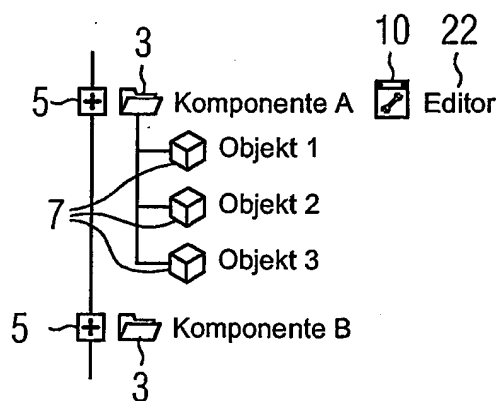 3 10 22
5 Komponente A Editor
Objekt 1
7 Objekt 2
Objekt 3
5 Komponente B
3